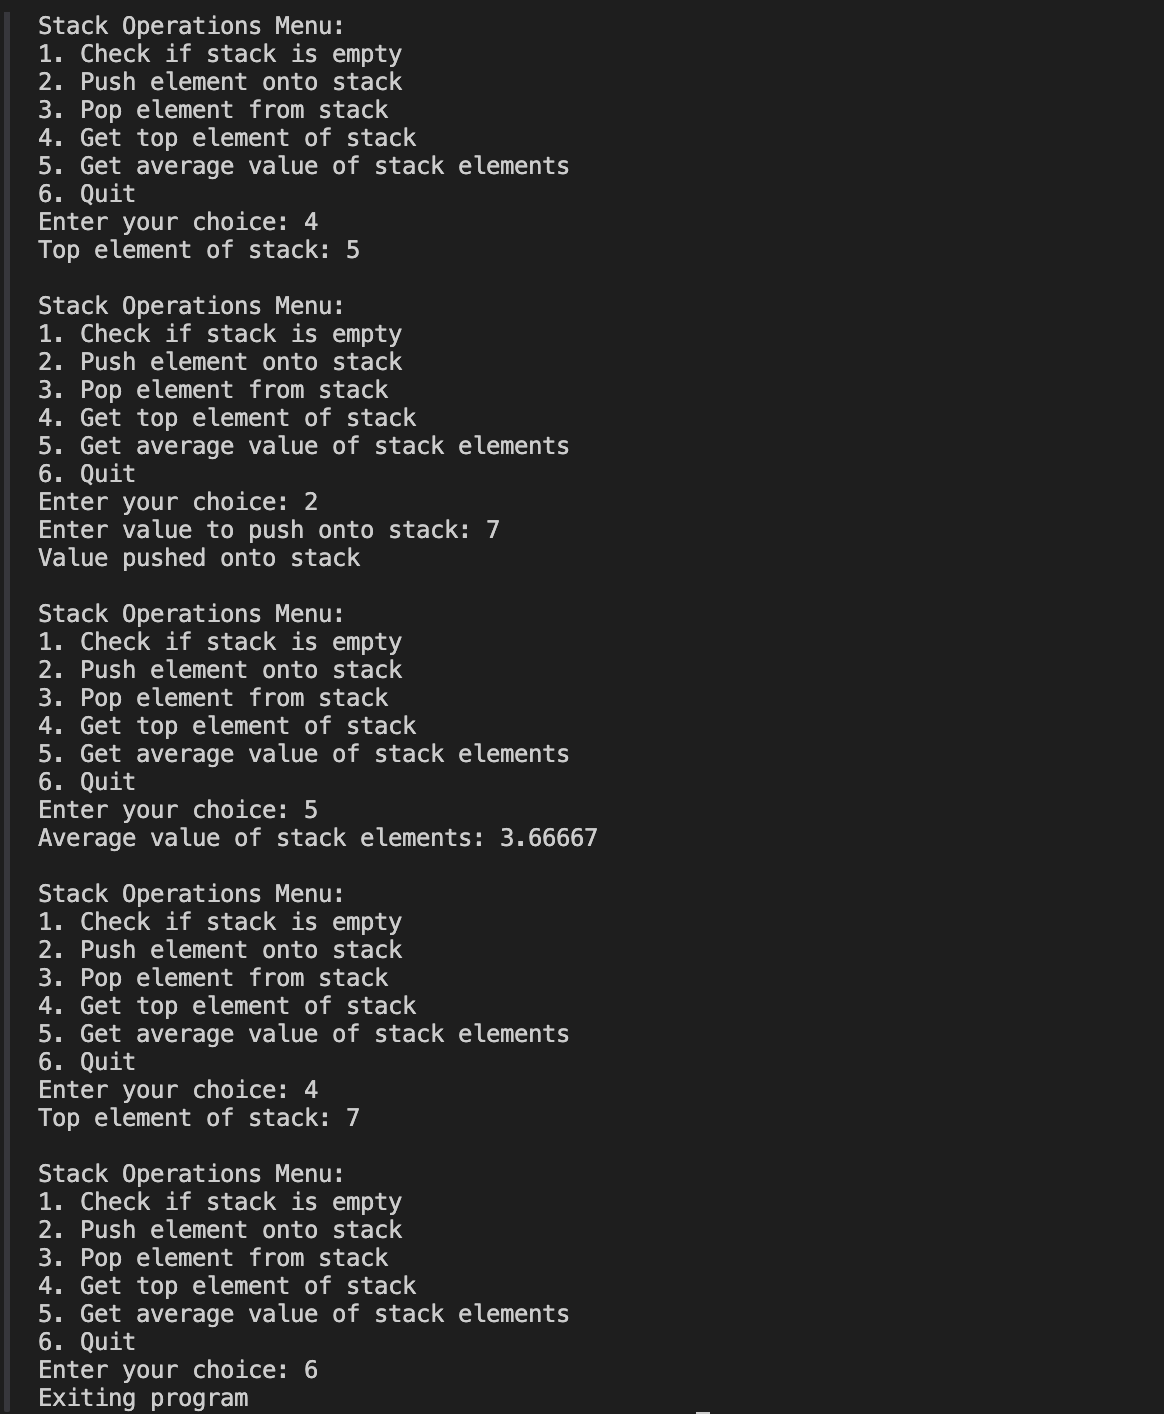 Stack Operations Menu:
1. Check if stack is empty
2. Push element onto stack
3. Pop element from stack
4. Get top element of stack
5. Get average value of stack elements
6. Quit
Enter your choice: 4
Top element of stack: 5

Stack Operations Menu:
1. Check if stack is empty
2. Push element onto stack
3. Pop element from stack
4. Get top element of stack
5. Get average value of stack elements
6. Quit
Enter your choice: 2
Enter value to push onto stack: 7
Value pushed onto stack

Stack Operations Menu:
1. Check if stack is empty
2. Push element onto stack
3. Pop element from stack
4. Get top element of stack
5. Get average value of stack elements
6. Quit
Enter your choice: 5
Average value of stack elements: 3.66667

Stack Operations Menu:
1. Check if stack is empty
2. Push element onto stack
3. Pop element from stack
4. Get top element of stack
5. Get average value of stack elements
6. Quit
Enter your choice: 4
Top element of stack: 7

Stack Operations Menu:
1. Check if stack is empty
2. Push element onto stack
3. Pop element from stack
4. Get top element of stack
5. Get average value of stack elements
6. Quit
Enter your choice: 6
Exiting program